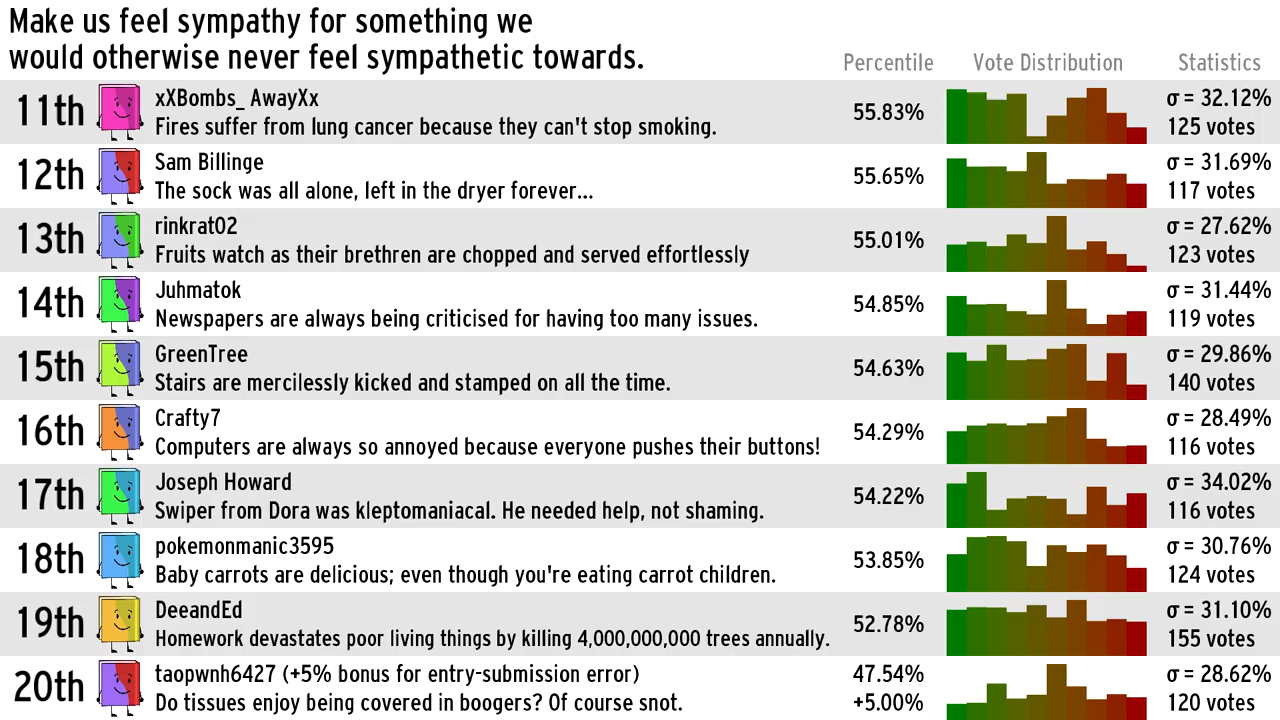 Make us feel sympathy for something we
would otherwise never feel sympathetic towards.
Percentile Vote Distribution Statistics
11th xXBombs_ AwayXx 55.83% σ = 32.12%
Fires suffer from lung cancer because they can't stop smoking. 125 votes
12th Sam Billinge 55.65% σ = 31.69%
The sock was all alone, left in the dryer forever... 117 votes
13th rinkrat02 55.01% σ = 27.62%
Fruits watch as their brethren are chopped and served effortlessly 123 votes
14th Juhmatok 54.85% σ = 31.44%
Newspapers are always being criticised for having too many issues. 119 votes
15th GreenTree 54.63% σ = 29.86%
Stairs are mercilessly kicked and stamped on all the time. 140 votes
16th Crafty7 54.29% σ = 28.49%
Computers are always so annoyed because everyone pushes their buttons! 116 votes
17th Joseph Howard 54.22% σ = 34.02%
Swiper from Dora was kleptomaniacal. He needed help, not shaming. 116 votes
18th pokemonmanic3595 53.85% σ = 30.76%
Baby carrots are delicious; even though you're eating carrot children. 124 votes
19th DeeandEd 52.78% σ = 31.10%
Homework devastates poor living things by killing 4,000,000,000 trees annually. 155 votes
20th taopwnh6427 (+5% bonus for entry-submission error) 47.54% σ = 28.62%
Do tissues enjoy being covered in boogers? Of course snot. +5.00% 120 votes